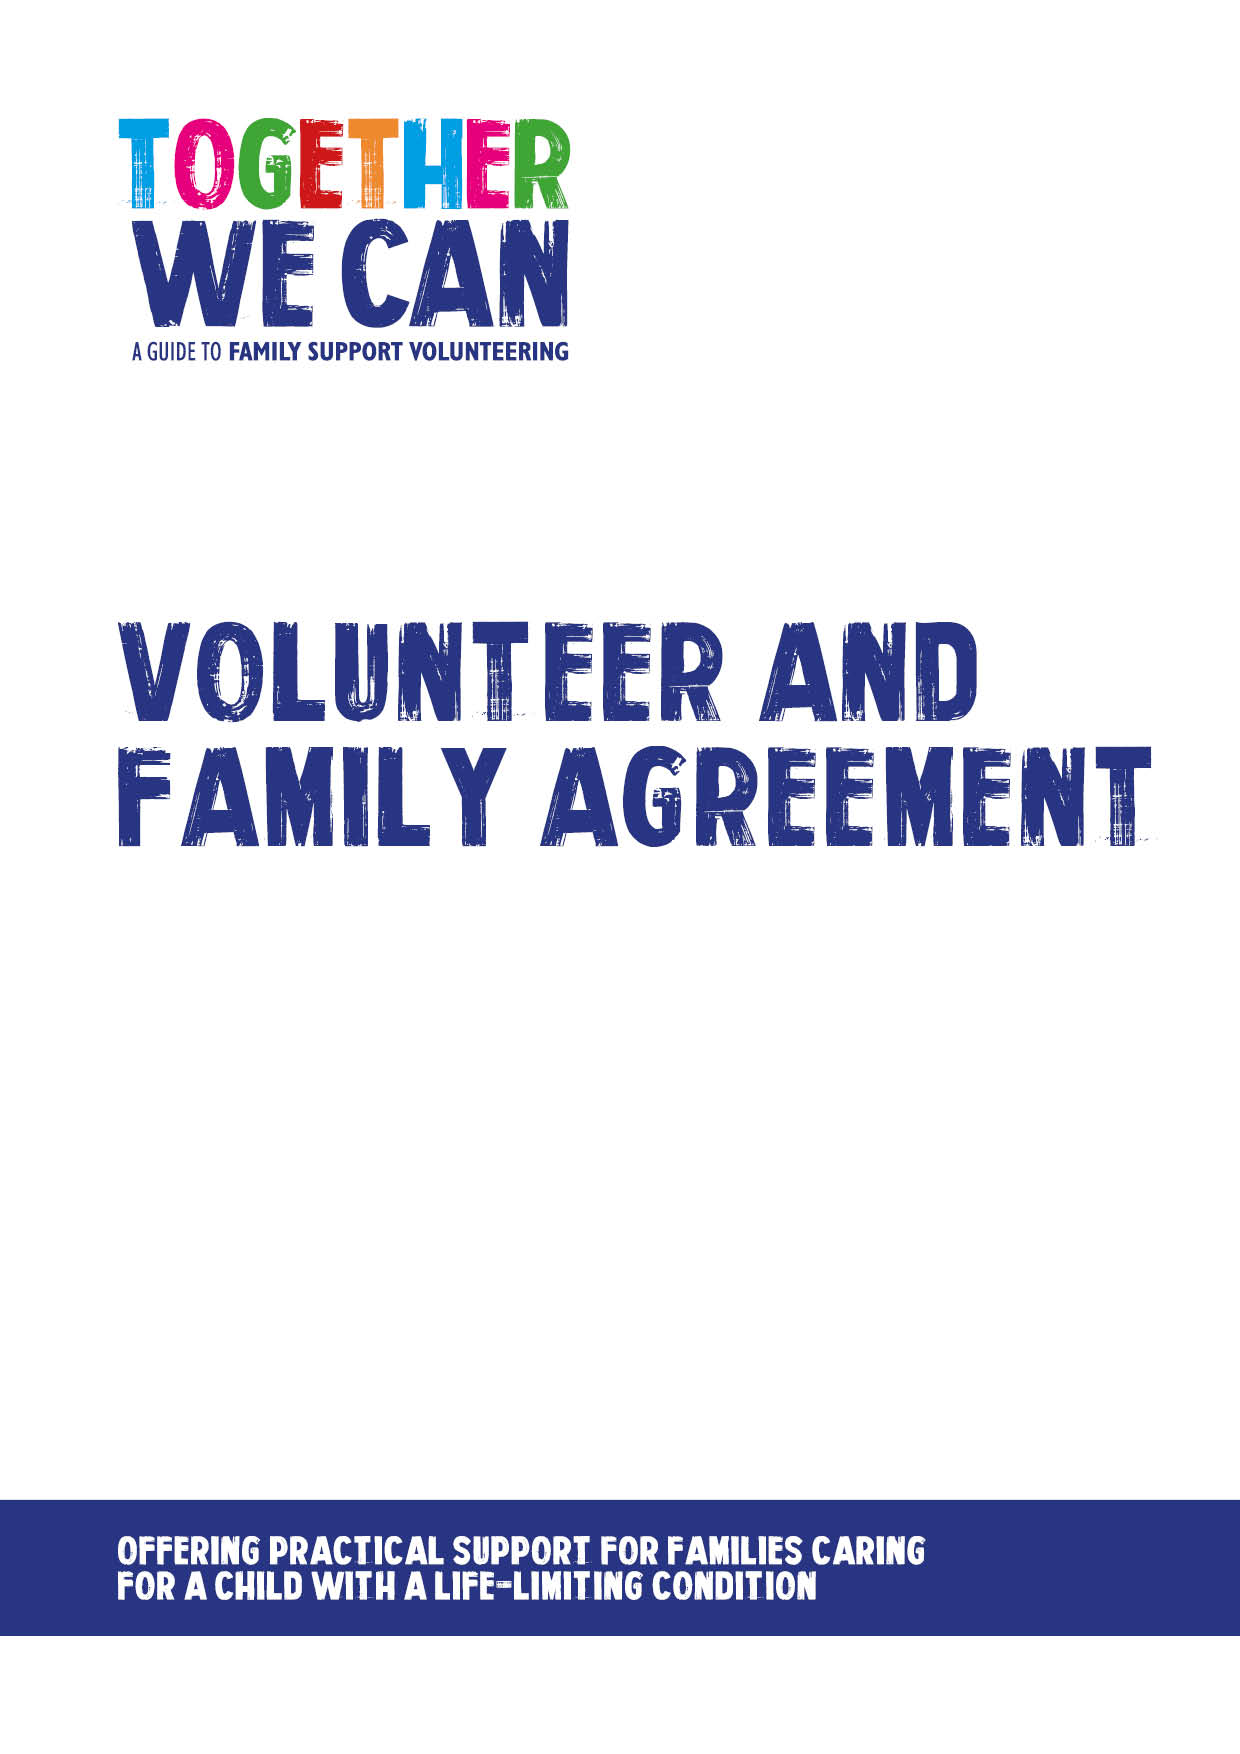 TOGETHER
WE CAN
A GUIDE TO FAMILY SUPPORT VOLUNTEERING
VOLUNTEER AND
FAMILY AGREEMENT
OFFERING PRACTICAL SUPPORT FOR FAMILIES CARING
FOR A CHILD WITH A LIFE-LIMITING CONDITION